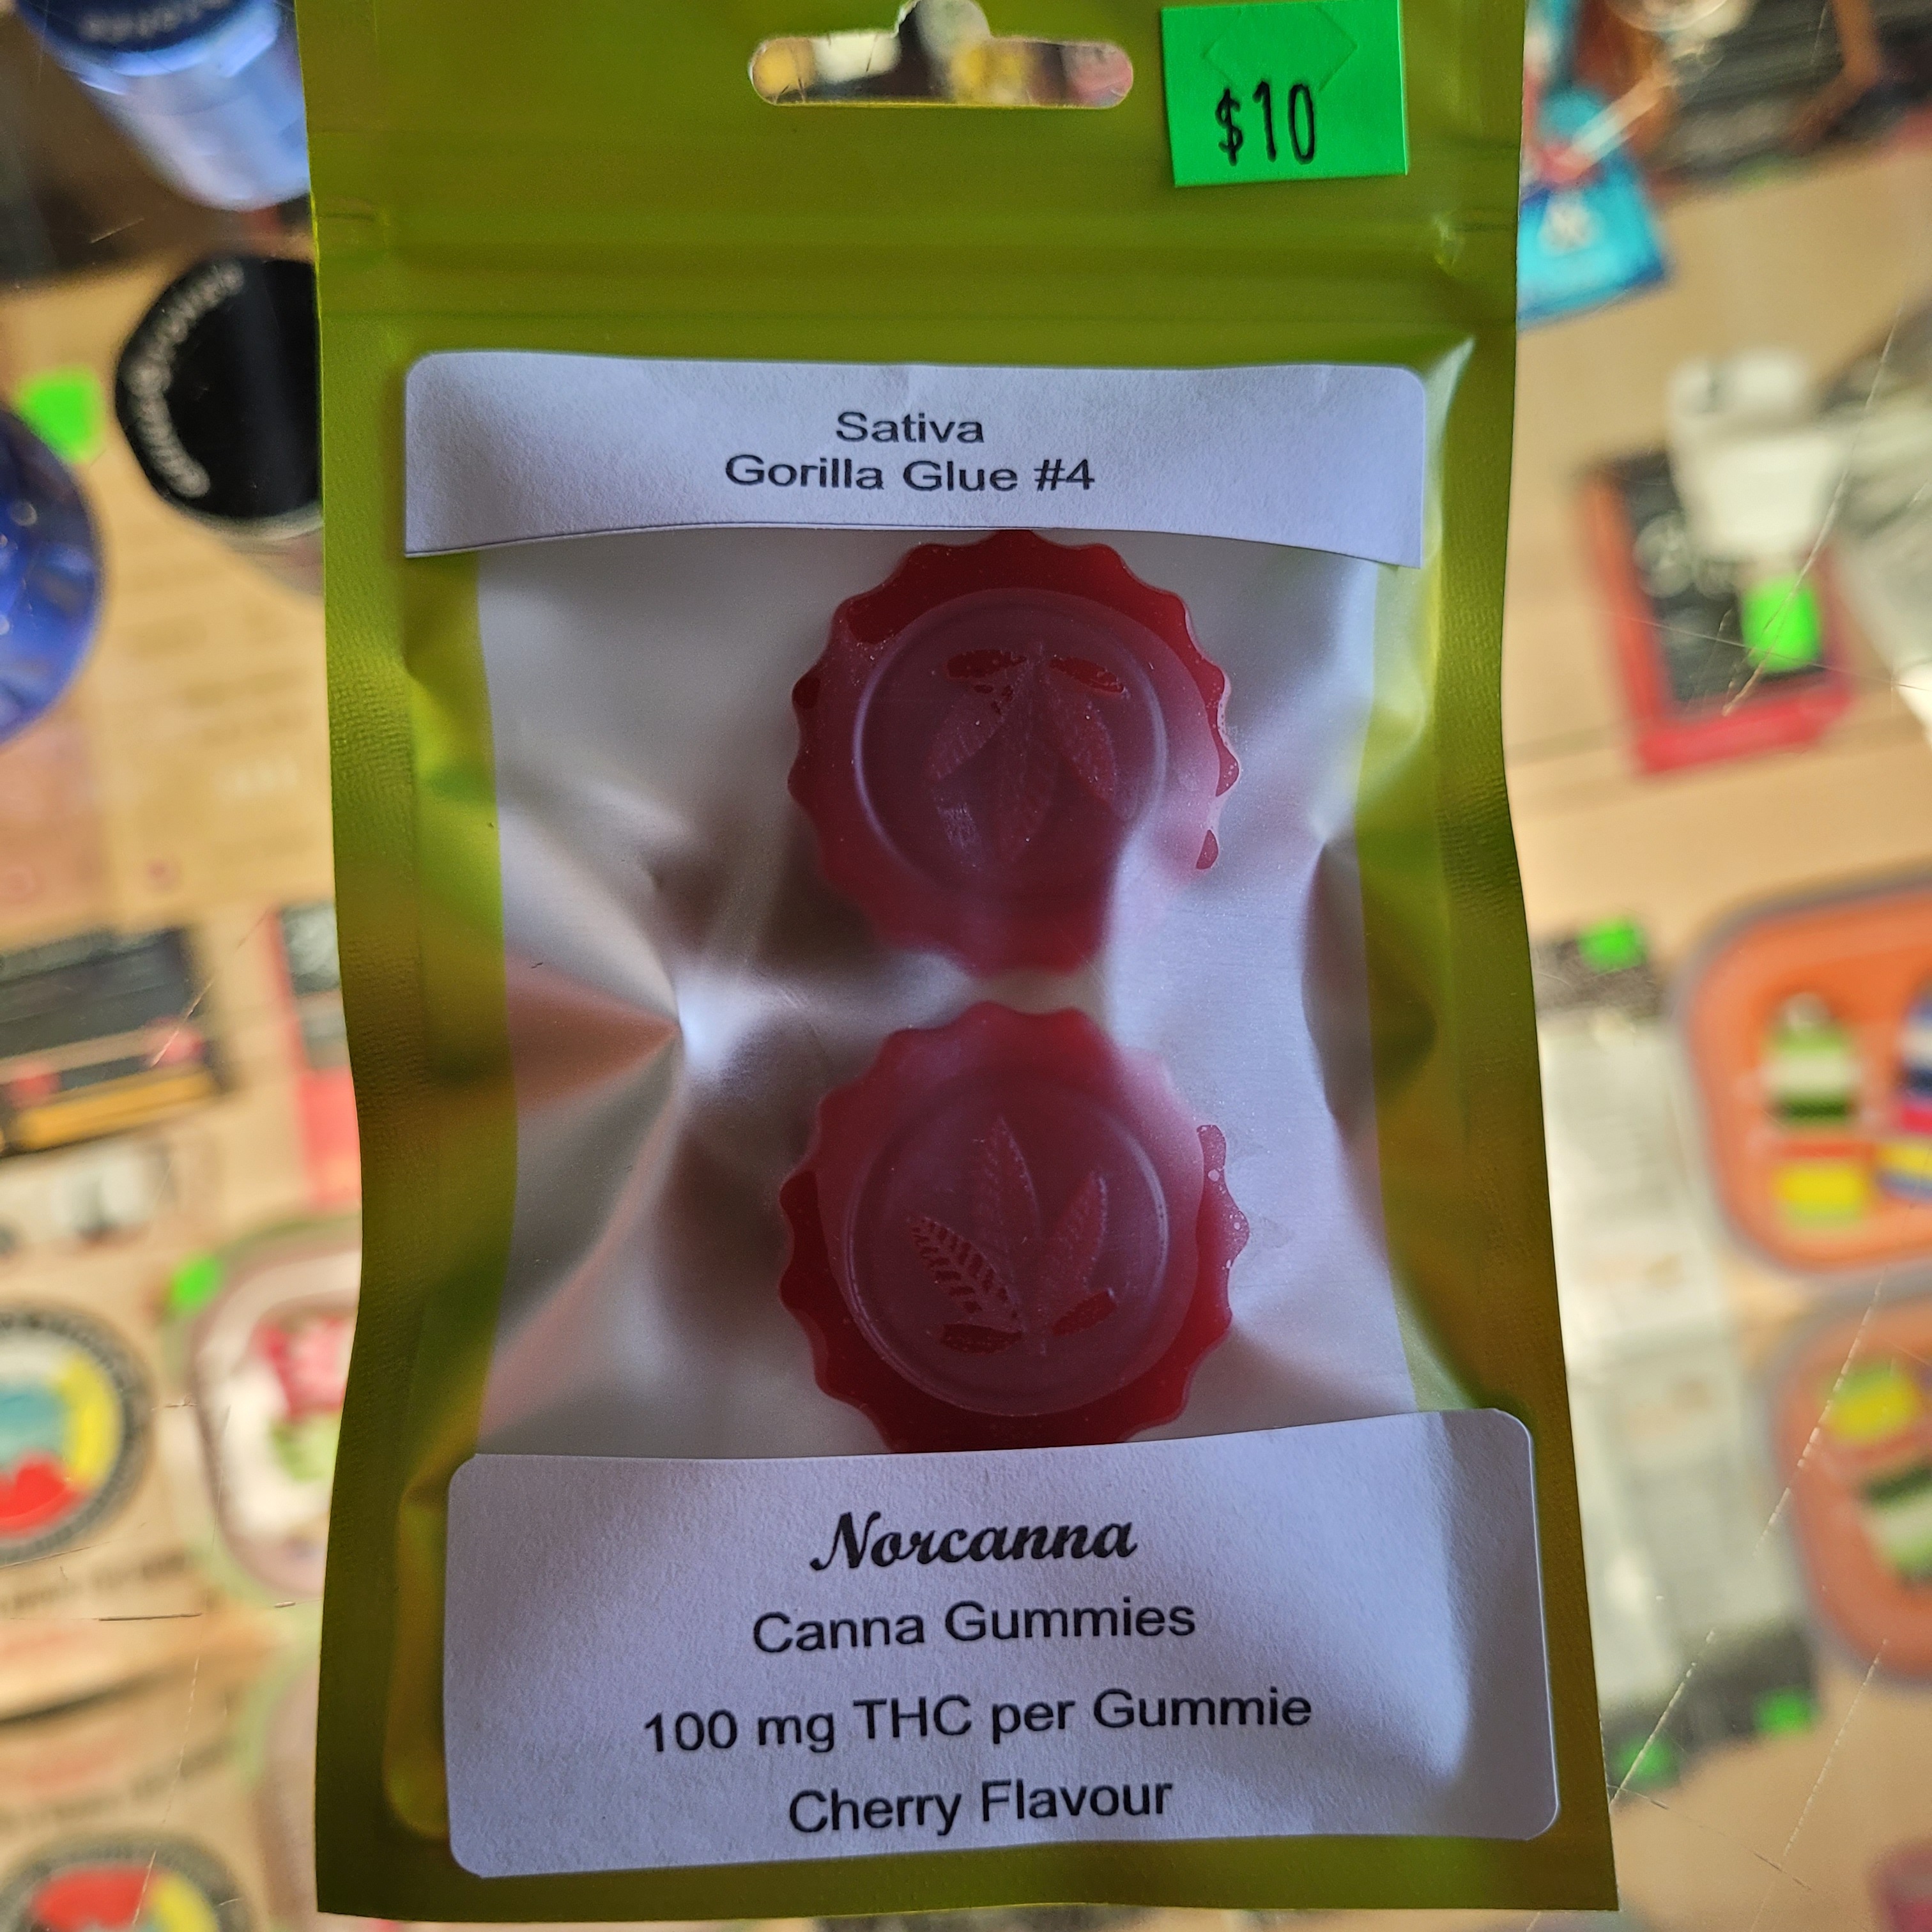 $10
Sativa
Gorilla Glue #4
Norcanna
Canna Gummies
100 mg THC per Gummie
Cherry Flavour